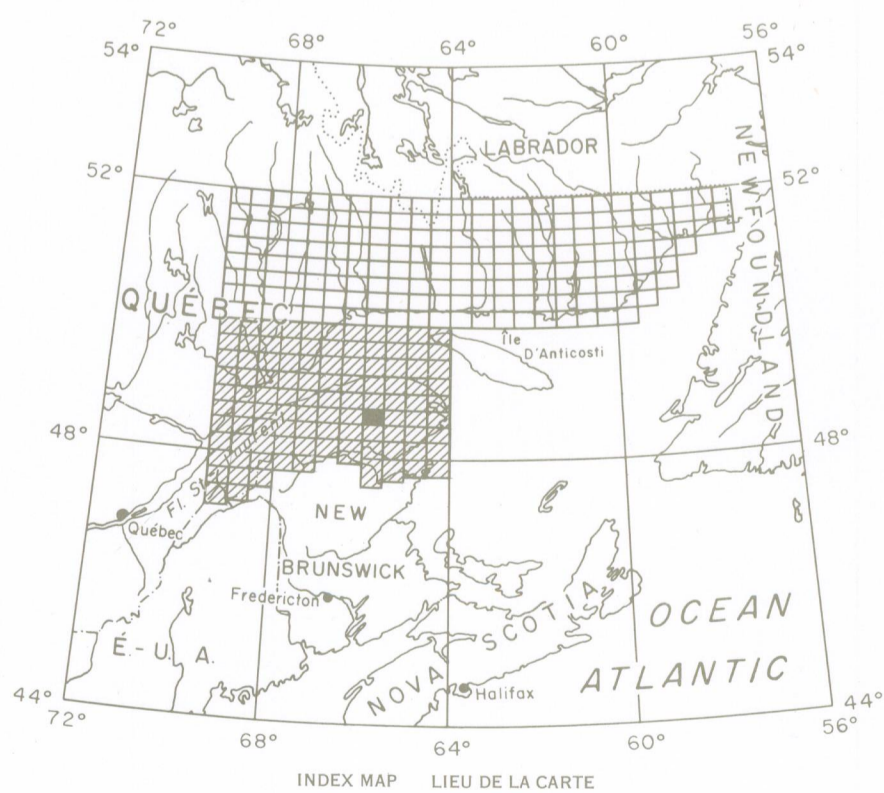 72° 68° 64° 60° 56°
54° 54°
LABRADOR
NEWFOUNDLAND
52° 52°
QUÉBEC
Île
D'Anticosti
48° 48°
Fl. St. Laurent
Québec
NEW
BRUNSWICK
Fredericton
É.-U. A.
NOVA SCOTIA
Halifax
OCEAN
ATLANTIC
44° 44°
72° 68° 64° 60° 56°
INDEX MAP LIEU DE LA CARTE